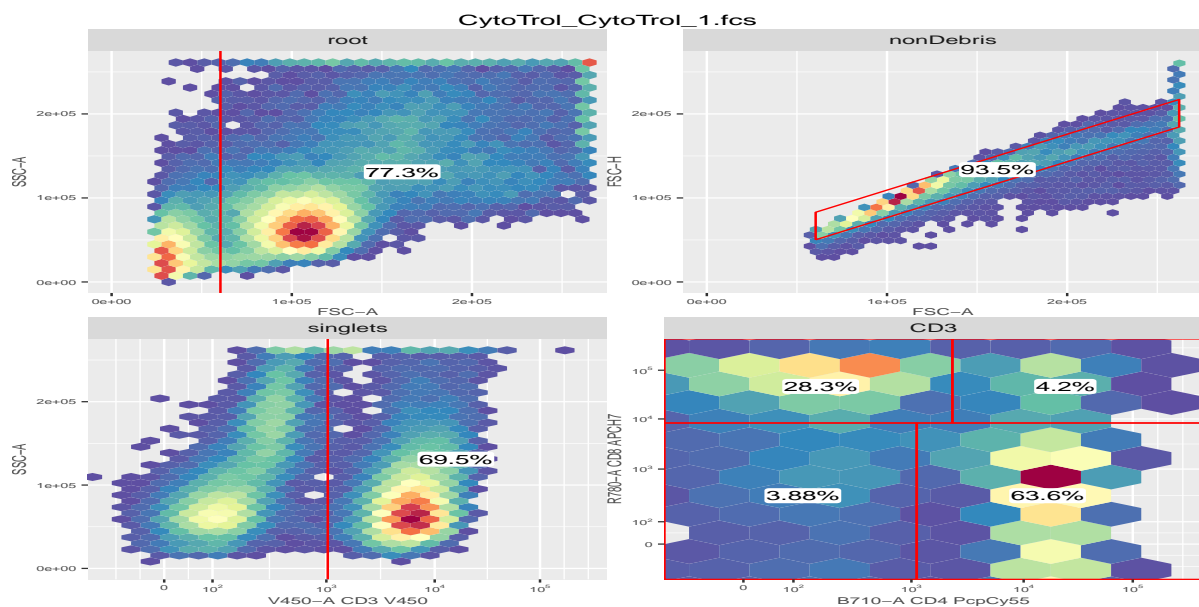 CytoTrol_CytoTrol_1.fcs
root
SSC−A
2e+05
1e+05
0e+00
77.3%
0e+00
1e+05
2e+05
FSC−A
nonDebris
FSC−H
2e+05
1e+05
0e+00
93.5%
0e+00
1e+05
2e+05
FSC−A
singlets
SSC−A
2e+05
1e+05
0e+00
69.5%
0
10²
10³
10⁴
10⁵
V450−A CD3 V450
CD3
R780−A CD8 APCH7
10⁵
10⁴
10³
10²
0
28.3%
4.2%
3.88%
63.6%
0
10²
10³
10⁴
10⁵
B710−A CD4 PcpCy55